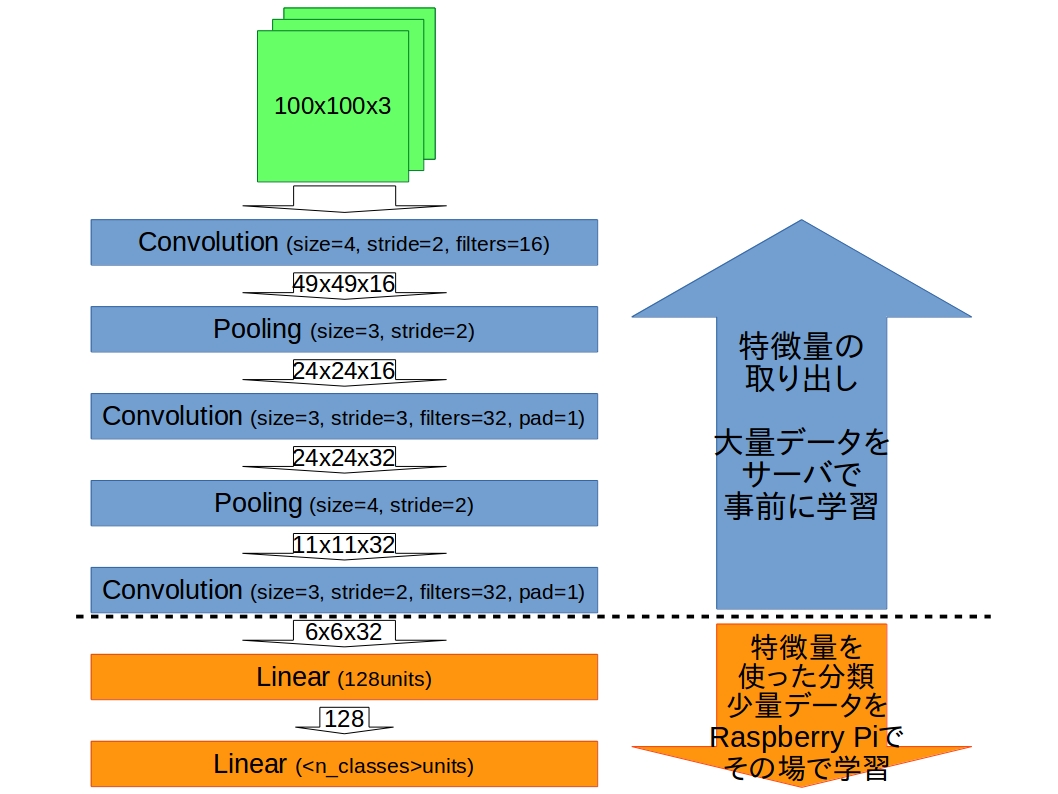 100x100x3
Convolution (size=4, stride=2, filters=16)
49x49x16
Pooling (size=3, stride=2)
24x24x16
Convolution (size=3, stride=3, filters=32, pad=1)
24x24x32
Pooling (size=4, stride=2)
11x11x32
Convolution (size=3, stride=2, filters=32, pad=1)
6x6x32
Linear (128units)
128
Linear (<n_classes>units)
特徴量の
取り出し
大量データを
サーバで
事前に学習
特徴量を
使った分類
少量データを
Raspberry Piで
その場で学習